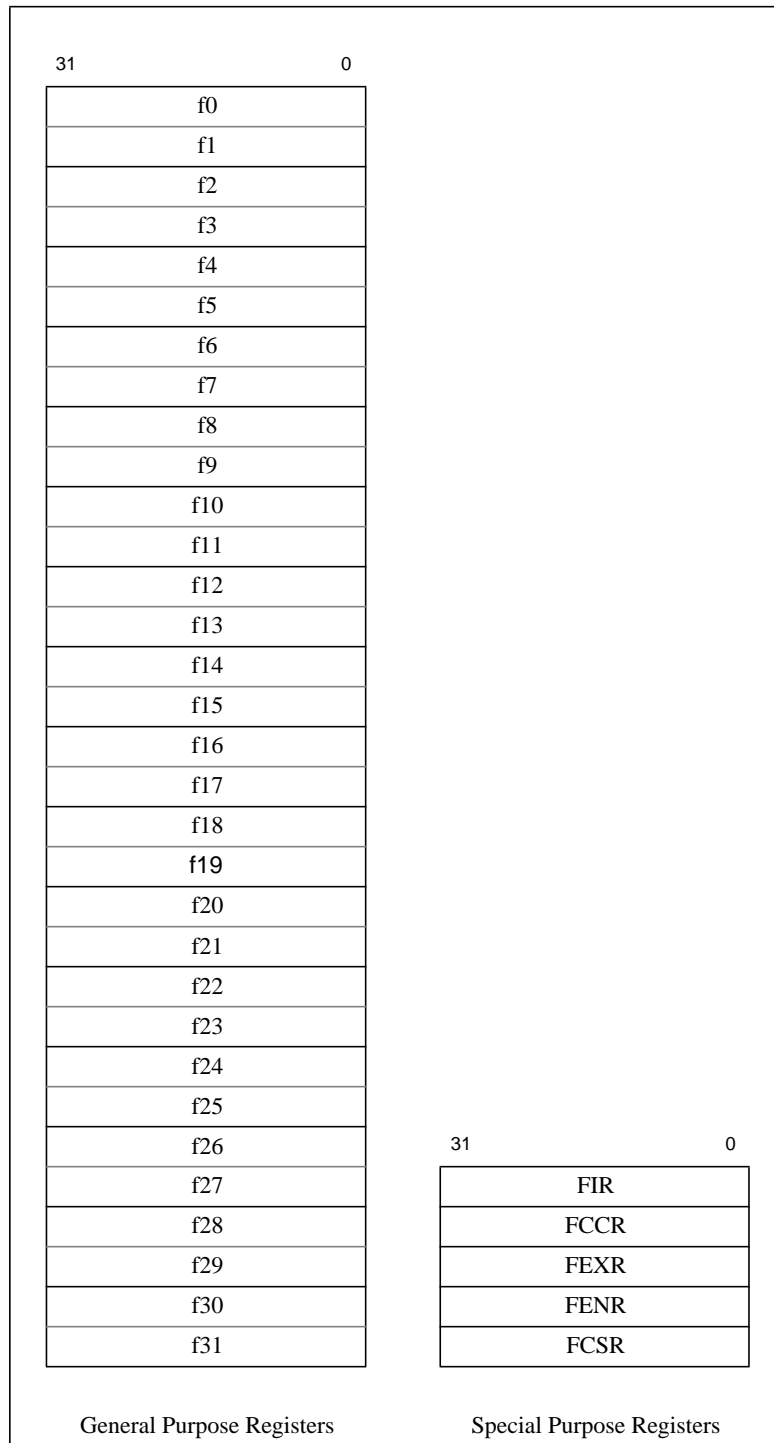 31 0
f0
f1
f2
f3
f4
f5
f6
f7
f8
f9
f10
f11
f12
f13
f14
f15
f16
f17
f18
f19
f20
f21
f22
f23
f24
f25
f26
f27
f28
f29
f30
f31
General Purpose Registers
31 0
FIR
FCCR
FEXR
FENR
FCSR
Special Purpose Registers